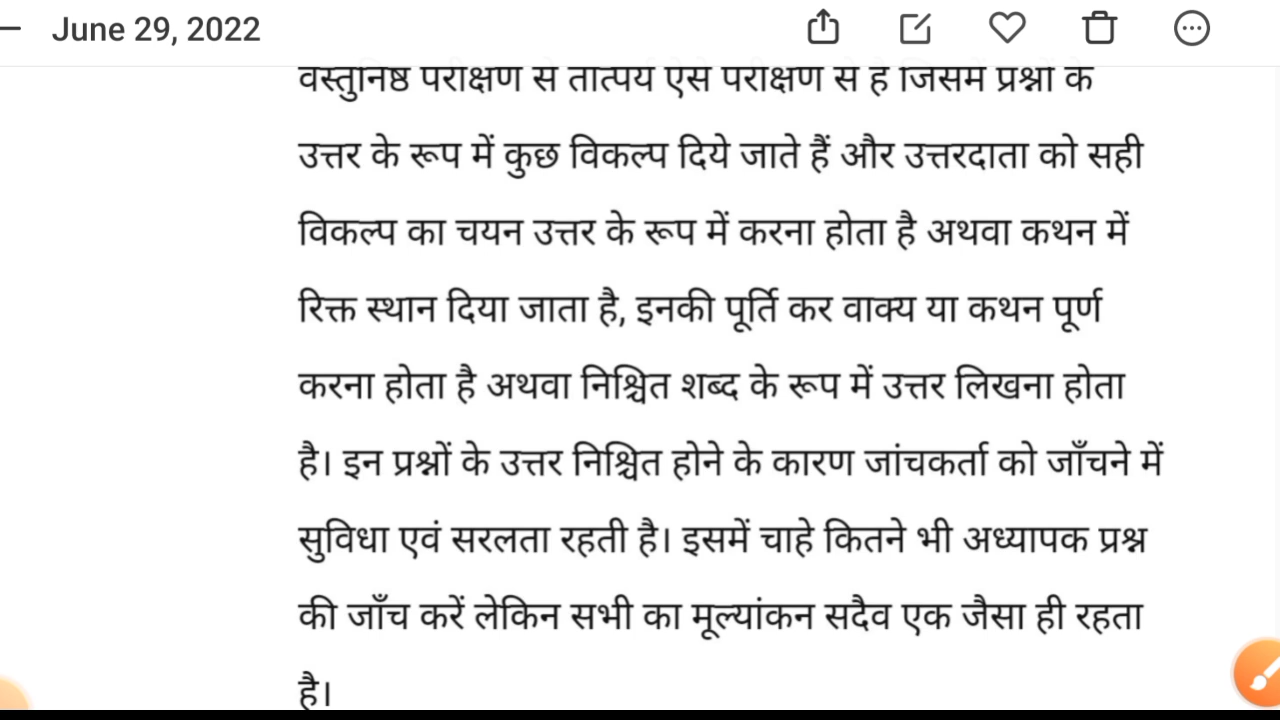 June 29, 2022
वस्तुनिष्ठ परीक्षण से तात्पर्य ऐसे परीक्षण से है जिसमें प्रश्नों के
उत्तर के रूप में कुछ विकल्प दिये जाते हैं और उत्तरदाता को सही
विकल्प का चयन उत्तर के रूप में करना होता है अथवा कथन में
रिक्त स्थान दिया जाता है, इनकी पूर्ति कर वाक्य या कथन पूर्ण
करना होता है अथवा निश्चित शब्द के रूप में उत्तर लिखना होता
है। इन प्रश्नों के उत्तर निश्चित होने के कारण जांचकर्ता को जाँचने में
सुविधा एवं सरलता रहती है। इसमें चाहे कितने भी अध्यापक प्रश्न
की जाँच करें लेकिन सभी का मूल्यांकन सदैव एक जैसा ही रहता
है।